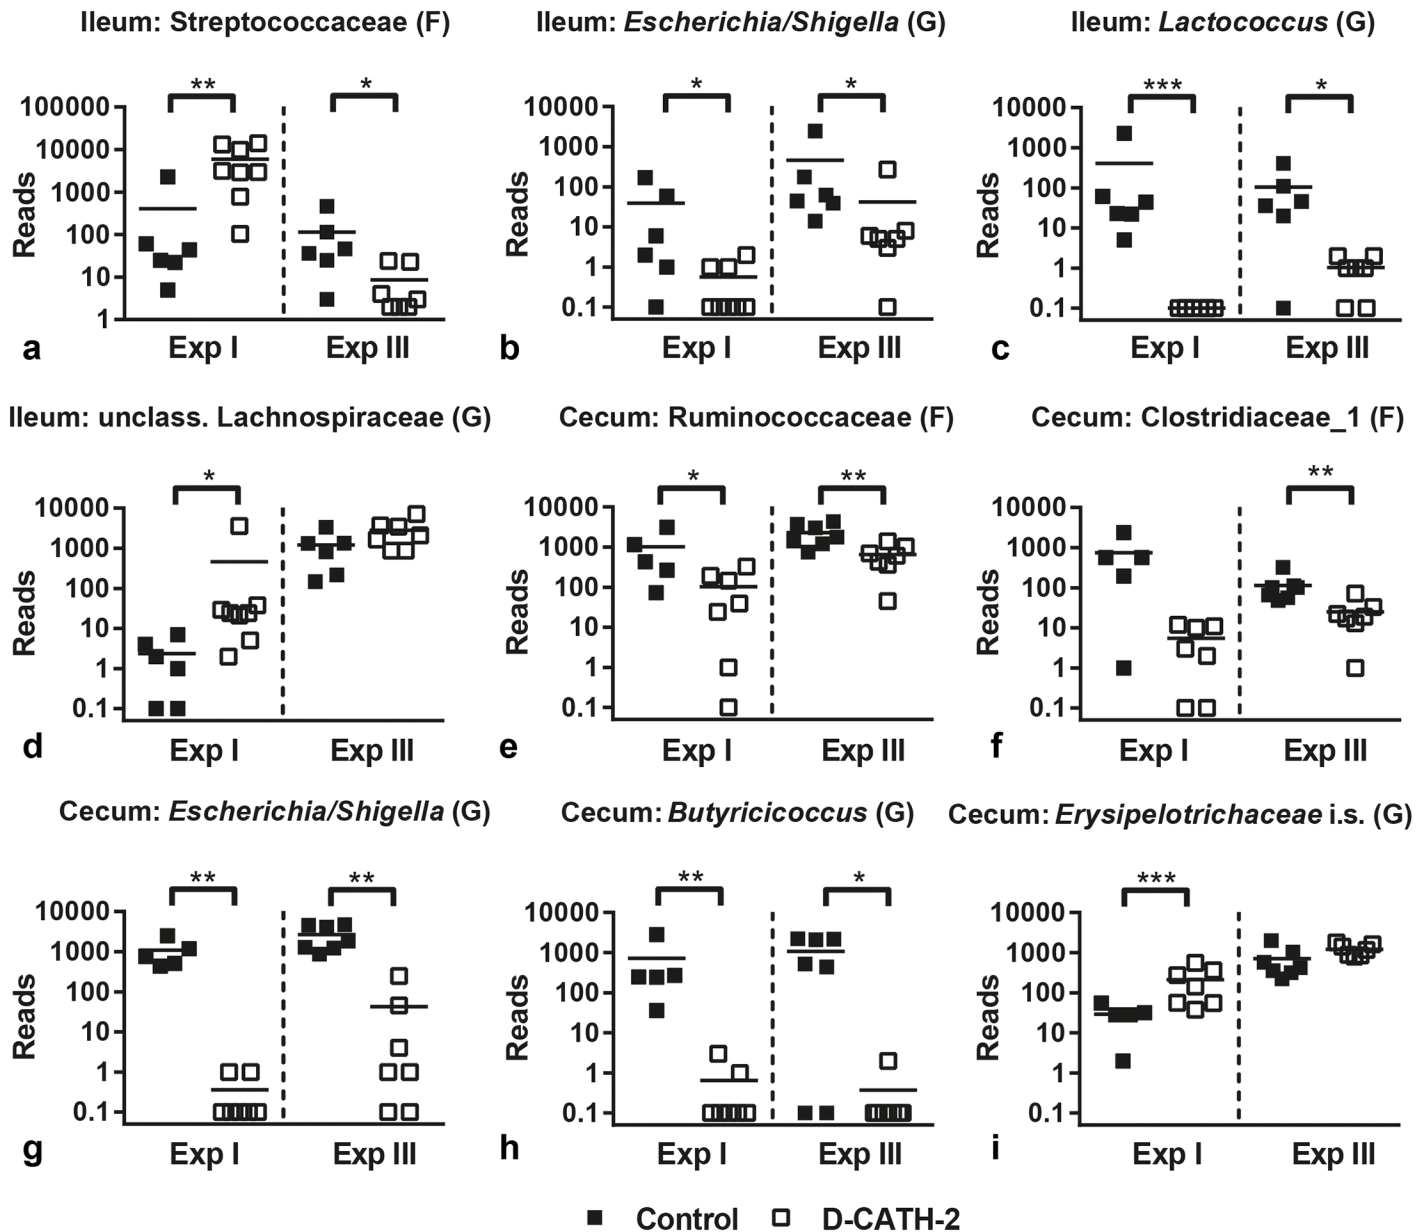 Ileum: Streptococcaceae (F)
Ileum: Escherichia/Shigella (G)
Ileum: Lactococcus (G)
**
*
*
*
***
*
100000
10000
1000
100
10
1
Reads
10000
1000
100
10
1
0.1
Reads
10000
1000
100
10
1
0.1
Reads
a
Exp I
Exp III
b
Exp I
Exp III
c
Exp I
Exp III
Ileum: unclass. Lachnospiraceae (G)
Cecum: Ruminococcaceae (F)
Cecum: Clostridiaceae_1 (F)
*
*
**
**
10000
1000
100
10
1
0.1
Reads
10000
1000
100
10
1
0.1
Reads
10000
1000
100
10
1
0.1
Reads
d
Exp I
Exp III
e
Exp I
Exp III
f
Exp I
Exp III
Cecum: Escherichia/Shigella (G)
Cecum: Butyricicoccus (G)
Cecum: Erysipelotrichaceae i.s. (G)
**
**
**
*
***
10000
1000
100
10
1
0.1
Reads
10000
1000
100
10
1
0.1
Reads
10000
1000
100
10
1
0.1
Reads
g
Exp I
Exp III
h
Exp I
Exp III
i
Exp I
Exp III
Control
D-CATH-2